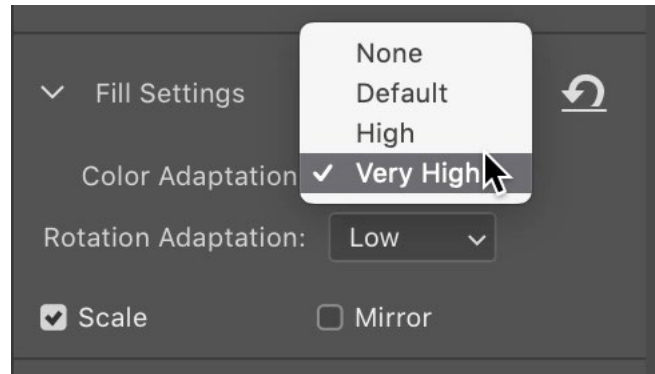 None
Fill Settings
Default
High
Color Adaptation
✓ Very High
Rotation Adaptation:
Low
Scale
Mirror